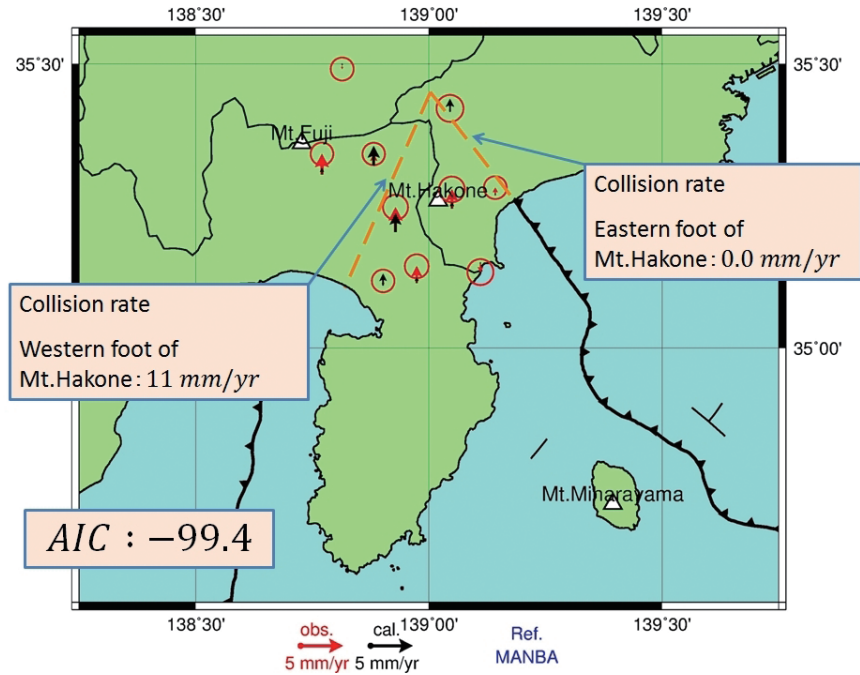 138˚30' 139˚00' 139˚30'
35˚30' 35˚30'
Mt.Fuji
Mt.Hakone
Collision rate
Eastern foot of
Mt.Hakone: 0.0 mm/yr
Collision rate
Western foot of
Mt.Hakone: 11 mm/yr
35˚00'
Mt.Miharayama
AIC : −99.4
138˚30' 139˚00' 139˚30'
obs. cal.
5 mm/yr 5 mm/yr
Ref.
MANBA